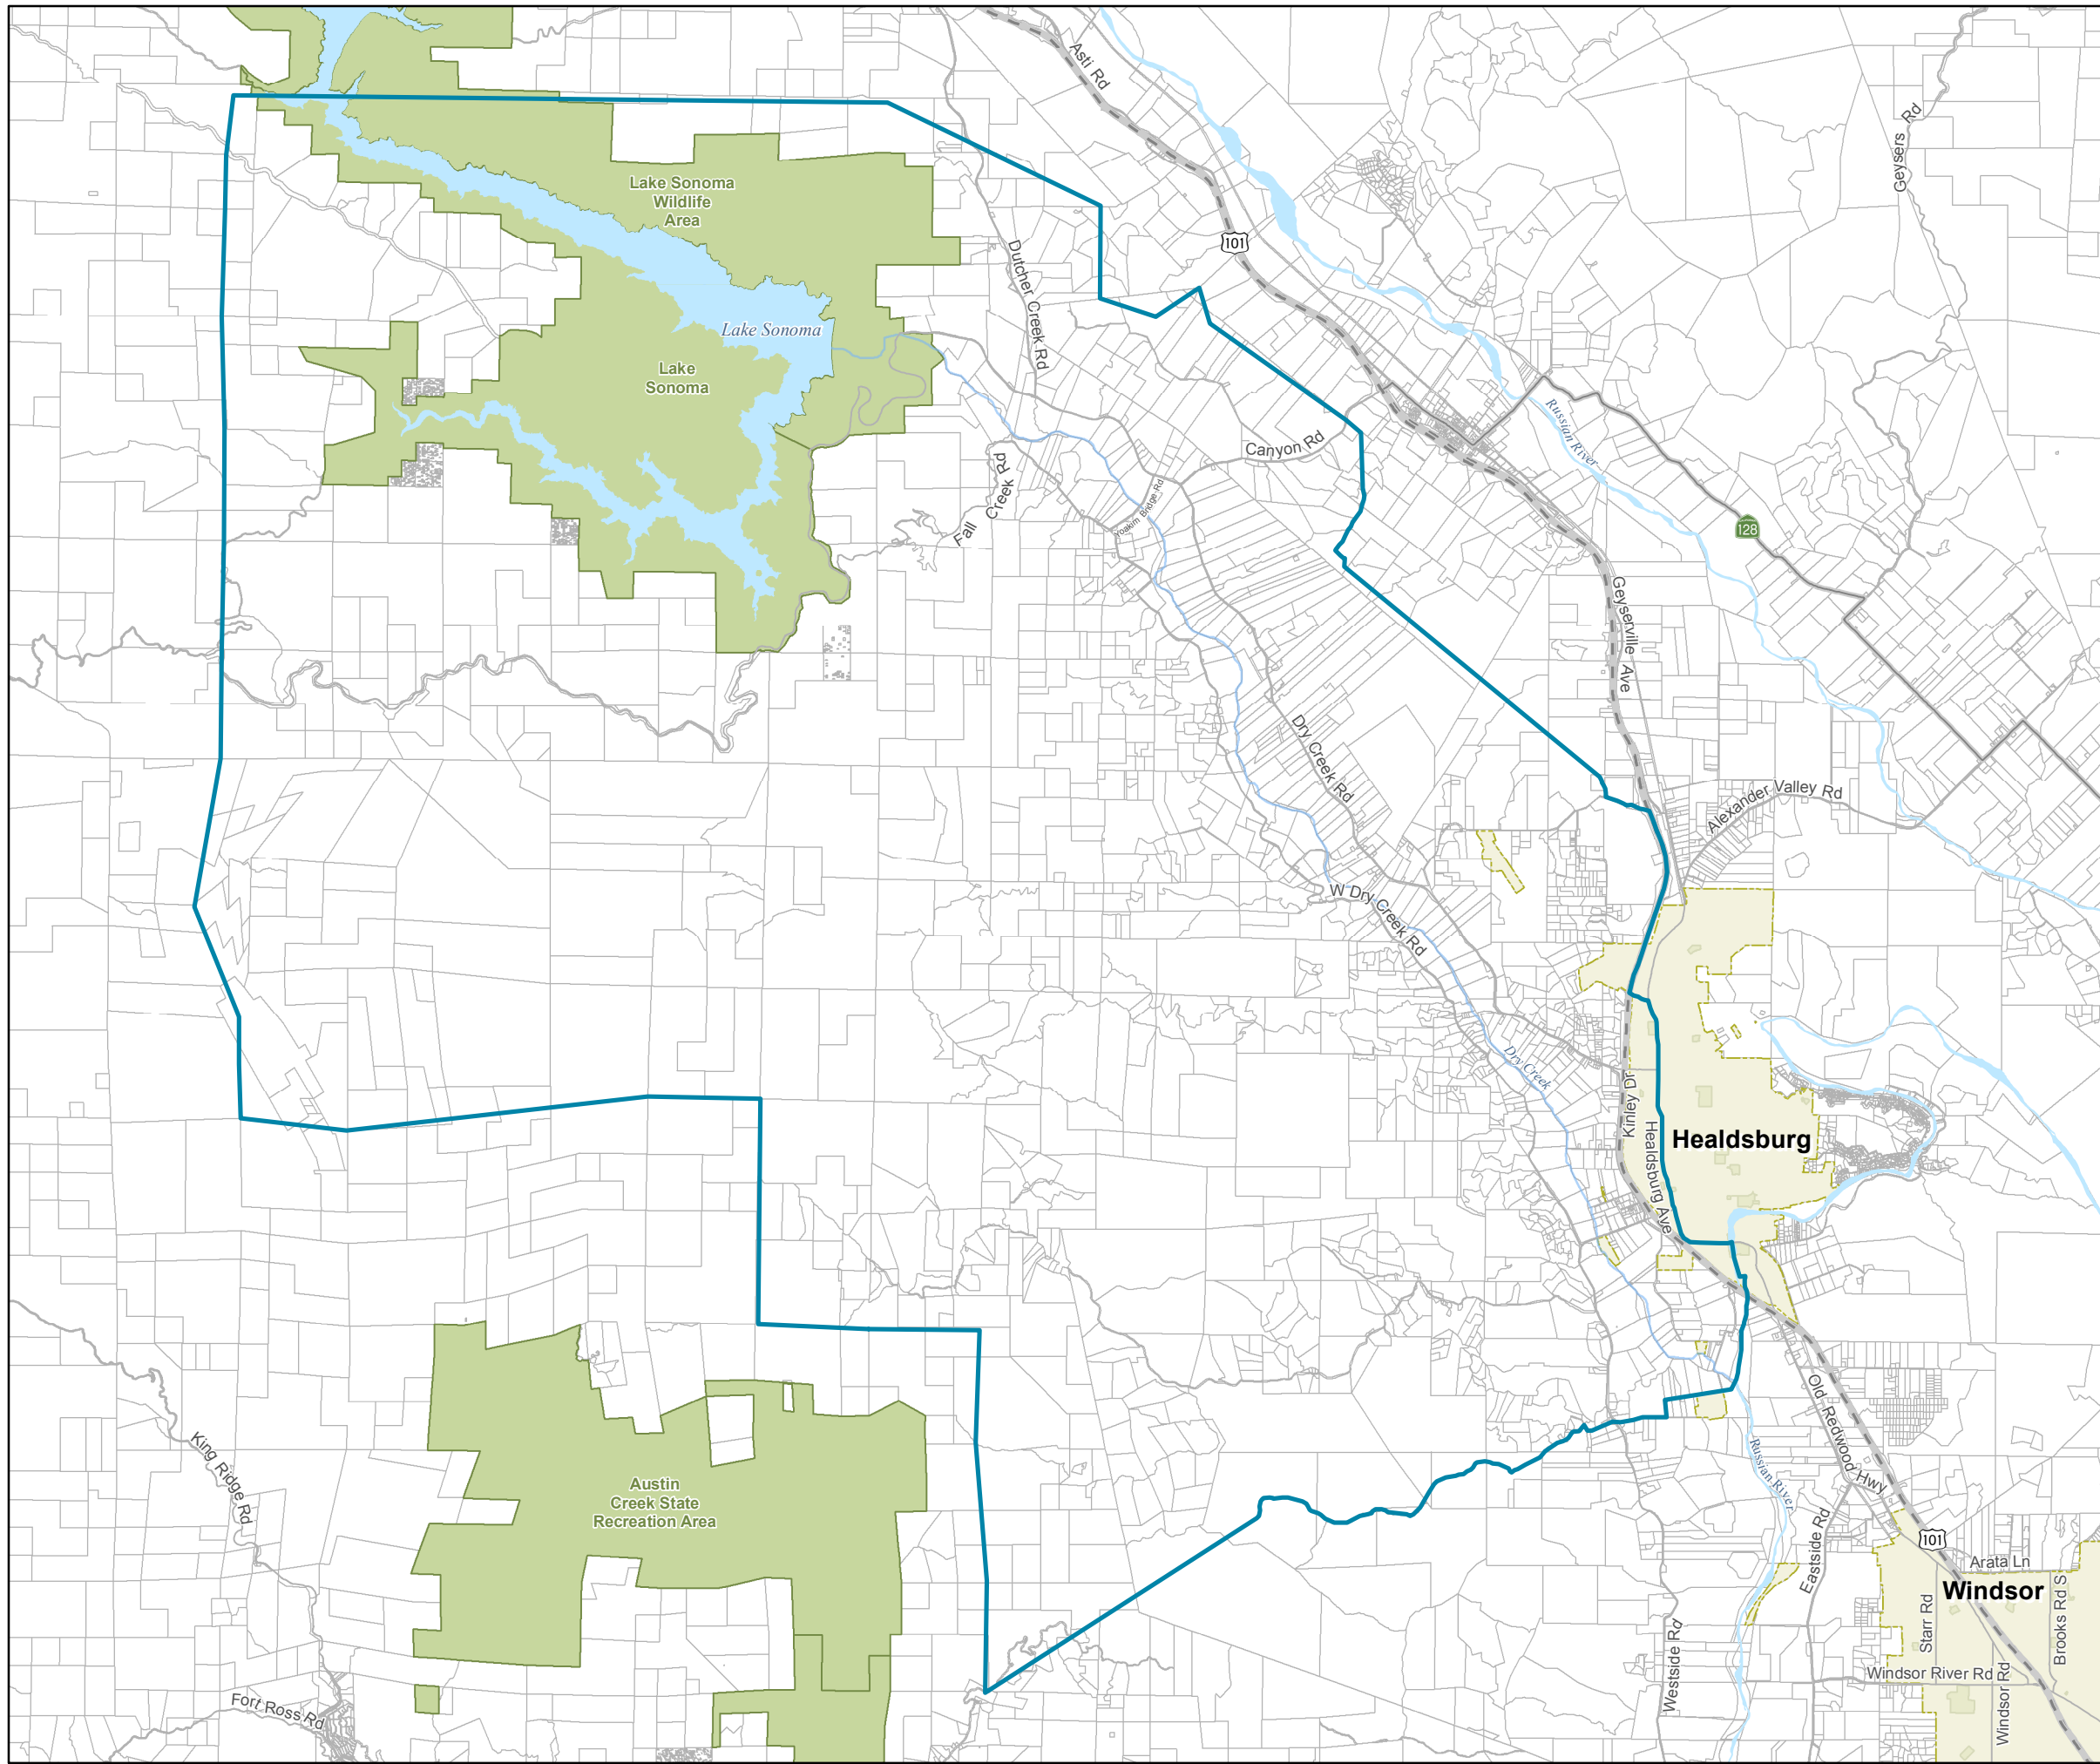 Asti Rd
Geysers Rd
Lake Sonoma
Wildlife
Area
101
Dutcher Creek Rd
Lake Sonoma
Lake
Sonoma
Russian River
Canyon Rd
Fall Creek Rd
Yoakim Bridge Rd
128
Geyserville Ave
Dry Creek Rd
Alexander Valley Rd
W Dry Creek Rd
Dry Creek
Kinley Dr
Healdsburg Ave
Healdsburg
King Ridge Rd
Austin
Creek State
Recreation Area
Old Redwood Hwy
Russian River
Eastside Rd
101
Arata Ln
Windsor
Starr Rd
Brooks Rd S
Westside Rd
Windsor River Rd
Windsor Rd
Fort Ross Rd